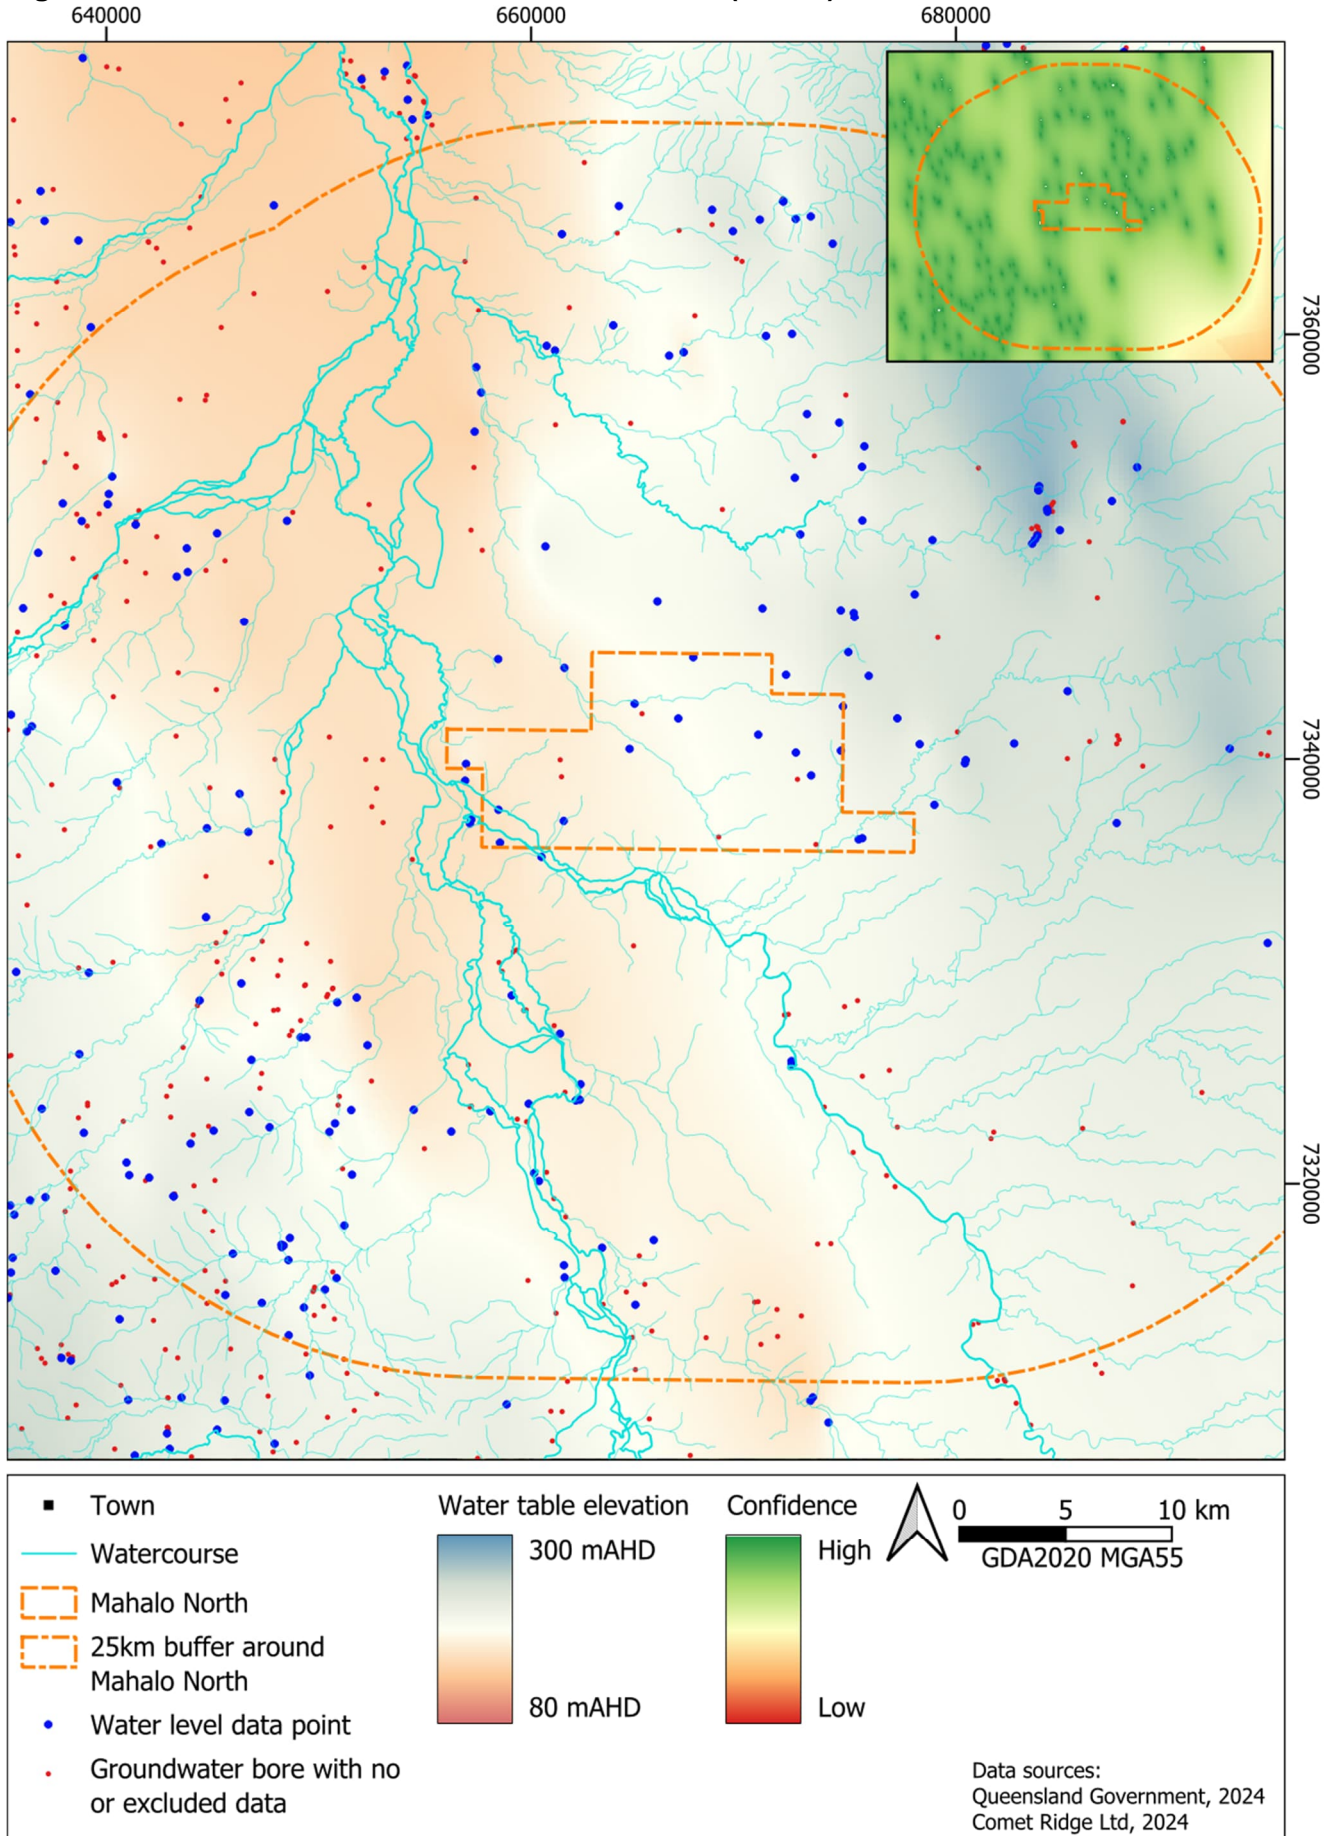 640000
660000
680000
7360000
7340000
7320000
Town
Watercourse
Mahalo North
25km buffer around
Mahalo North
Water level data point
Groundwater bore with no
or excluded data
Water table elevation
300 mAHD
80 mAHD
Confidence
High
Low
0 5 10 km
GDA2020 MGA55
Data sources:
Queensland Government, 2024
Comet Ridge Ltd, 2024